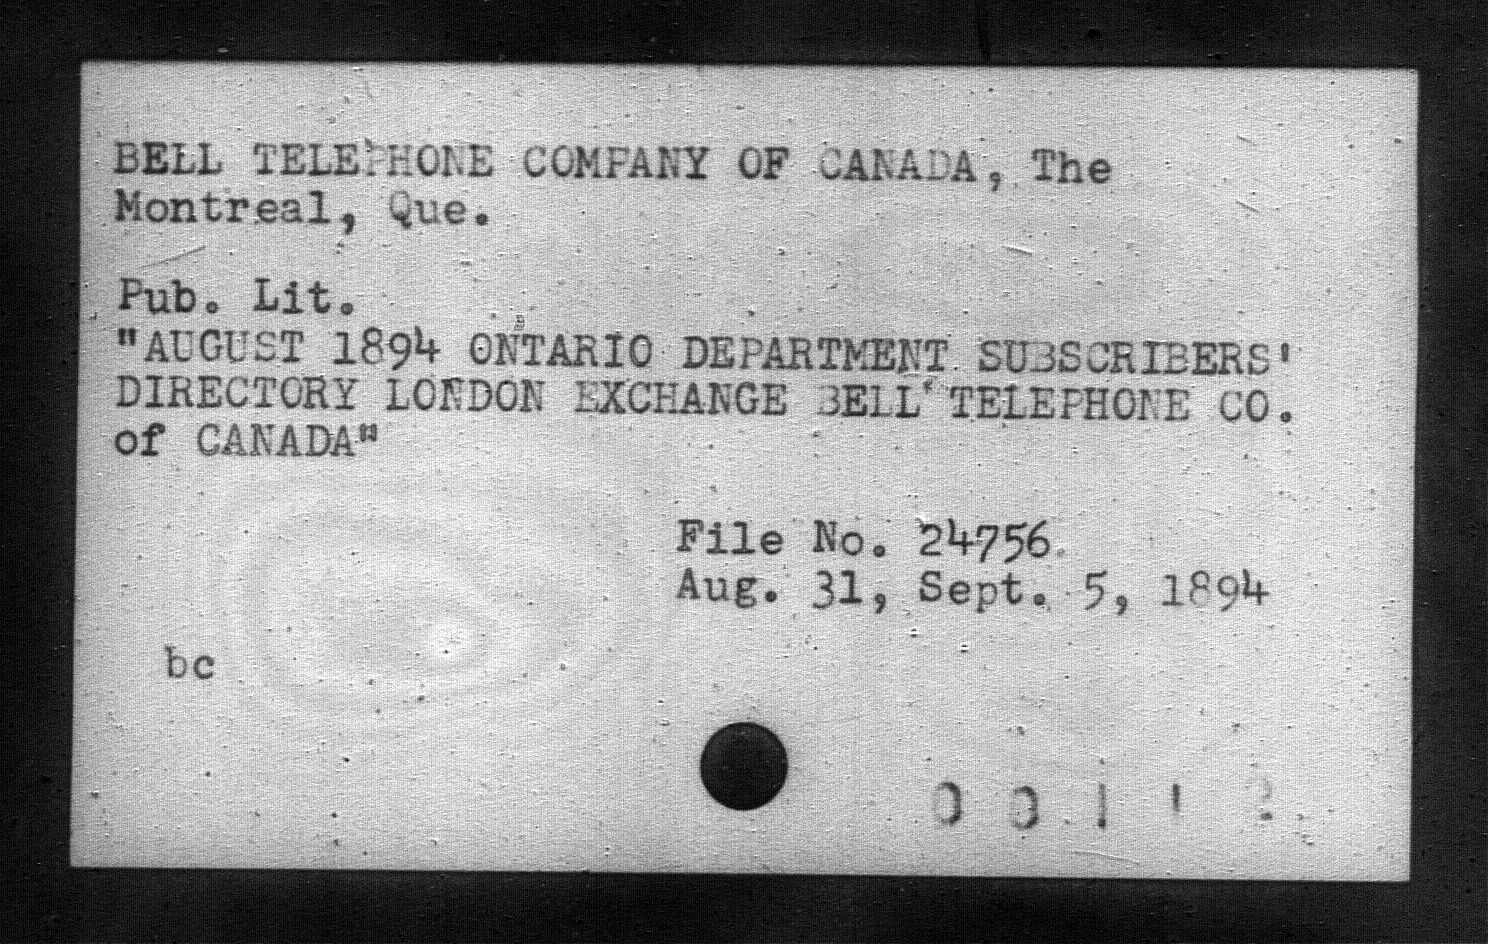 BELL TELEPHONE COMPANY OF CANADA, The
Montreal, Que.
Pub. Lit.
"AUGUST 1894 ONTARIO DEPARTMENT SUBSCRIBERS'
DIRECTORY LONDON EXCHANGE BELL TELEPHONE CO.
of CANADA"
File No. 24756
Aug. 31, Sept. 5, 1894
bc